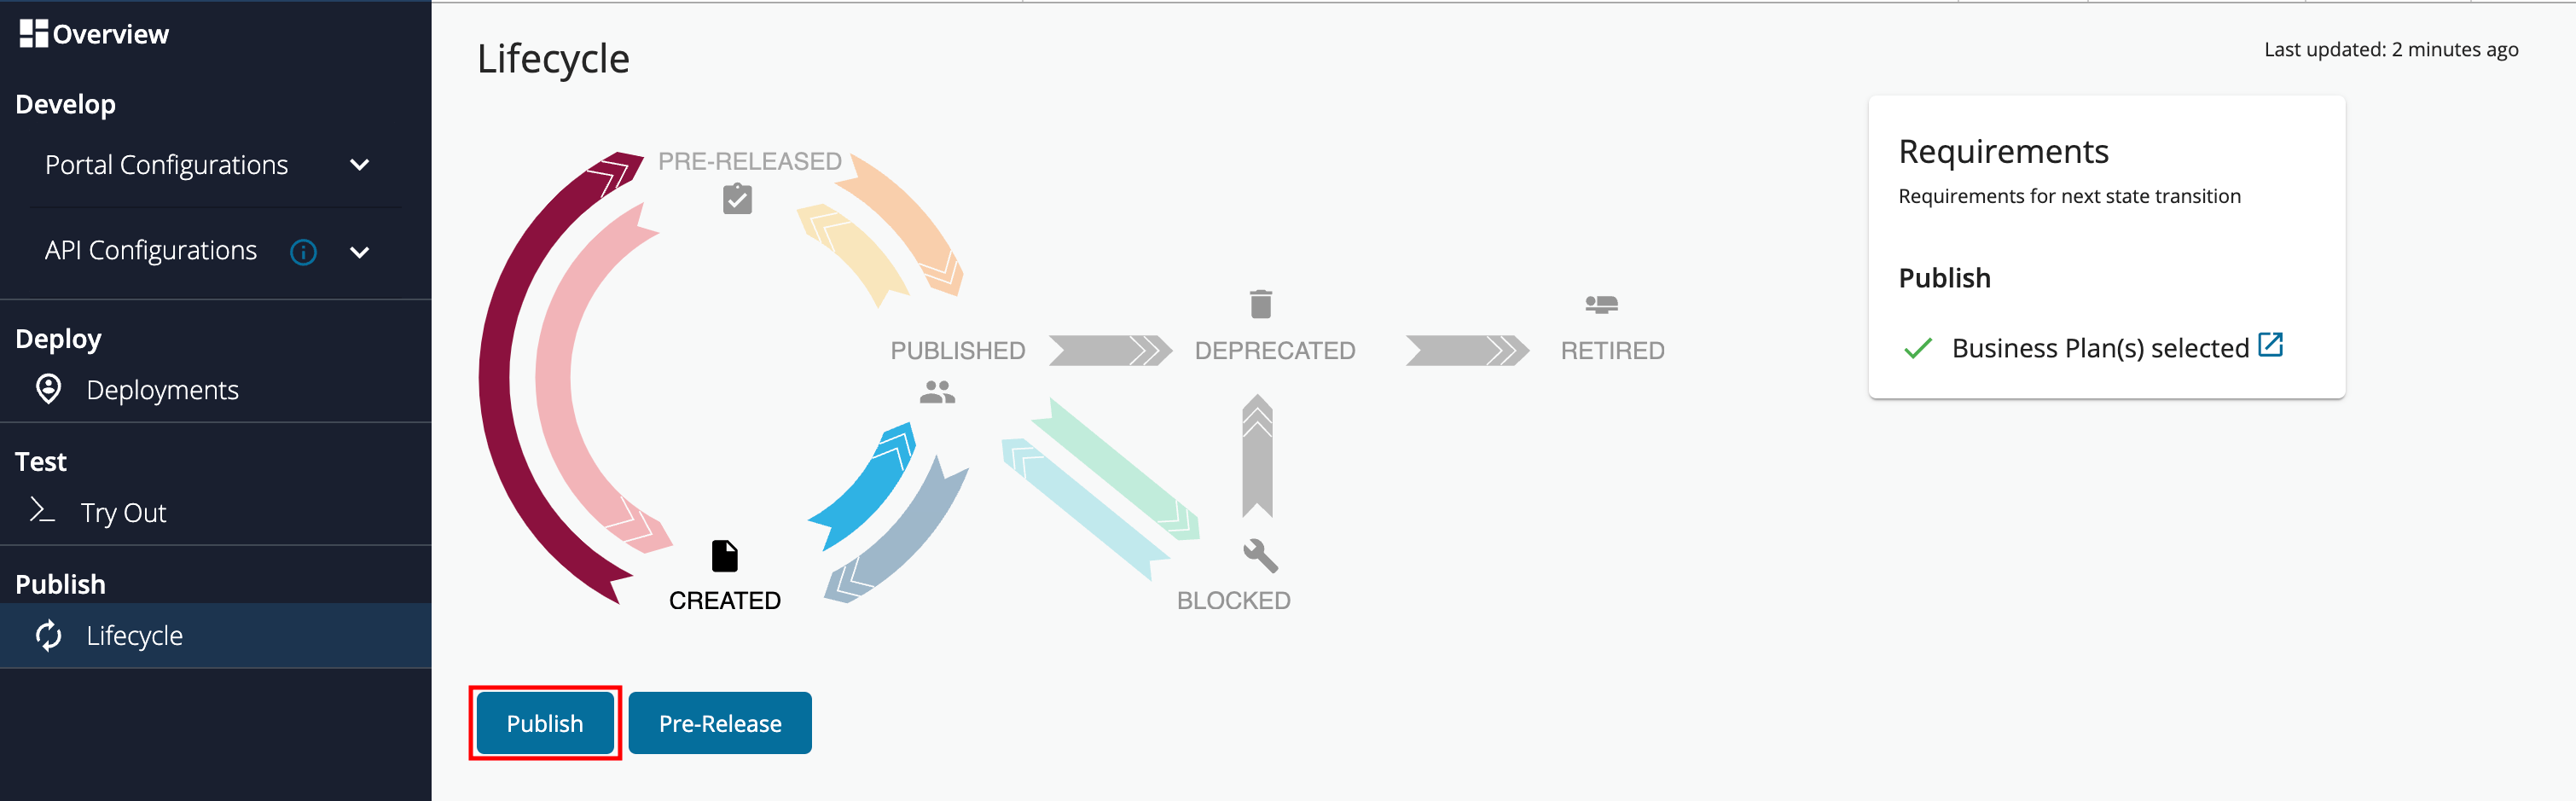 Overview
Develop
Portal Configurations
API Configurations
Deploy
Deployments
Test
Try Out
Publish
Lifecycle
Lifecycle
Last updated: 2 minutes ago
PRE-RELEASED
PUBLISHED
DEPRECATED
RETIRED
CREATED
BLOCKED
Publish
Pre-Release
Requirements
Requirements for next state transition
Publish
Business Plan(s) selected